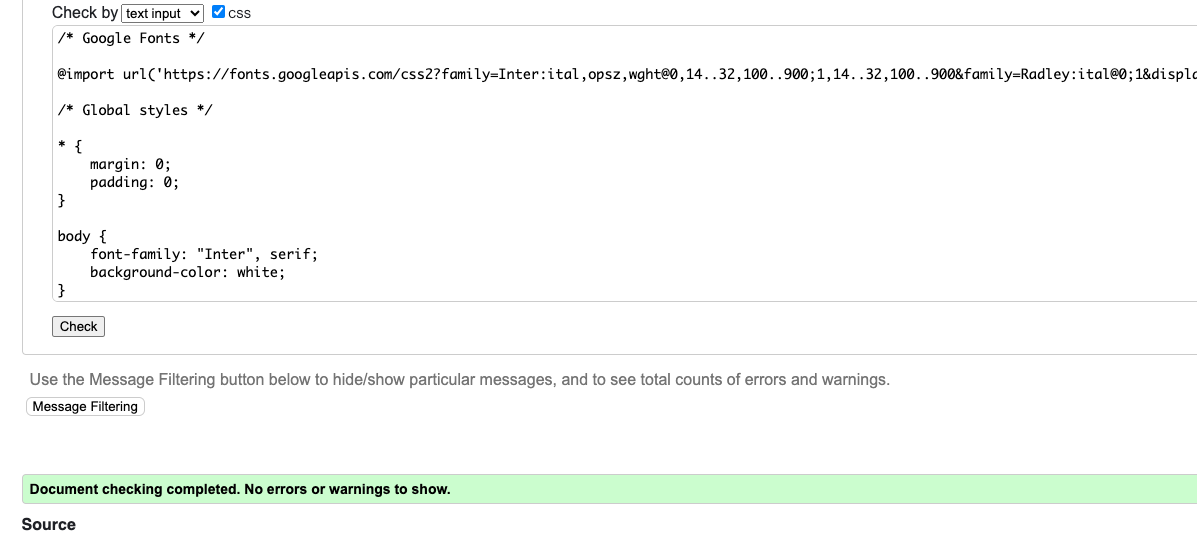 Check by text input css
/* Google Fonts */
@import url('https://fonts.googleapis.com/css2?family=Inter:ital,opsz,wght@0,14..32,100..900;1,14..32,100..900&family=Radley:ital@0;1&displa
/* Global styles */
* {
margin: 0;
padding: 0;
}
body {
font-family: "Inter", serif;
background-color: white;
}
Check
Use the Message Filtering button below to hide/show particular messages, and to see total counts of errors and warnings.
Message Filtering
Document checking completed. No errors or warnings to show.
Source